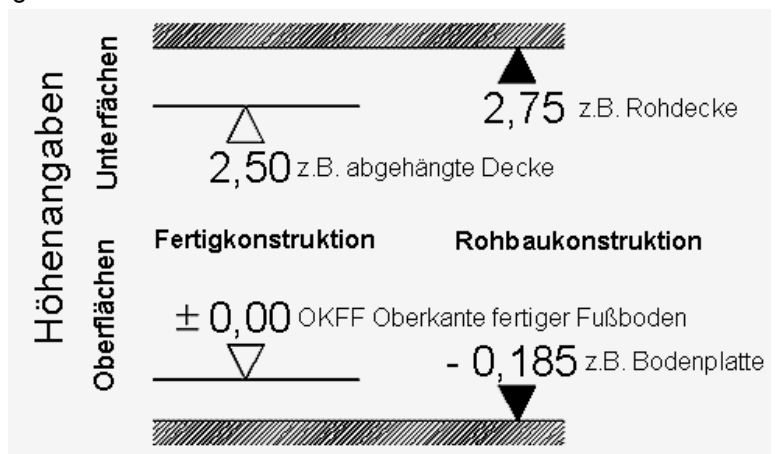 g
Höhenangaben
Unterfächen
2,75 z.B. Rohdecke
2,50 z.B. abgehängte Decke
Fertigkonstruktion Rohbaukonstruktion
Oberflächen
± 0,00 OKFF Oberkante fertiger Fußboden
- 0,185 z.B. Bodenplatte